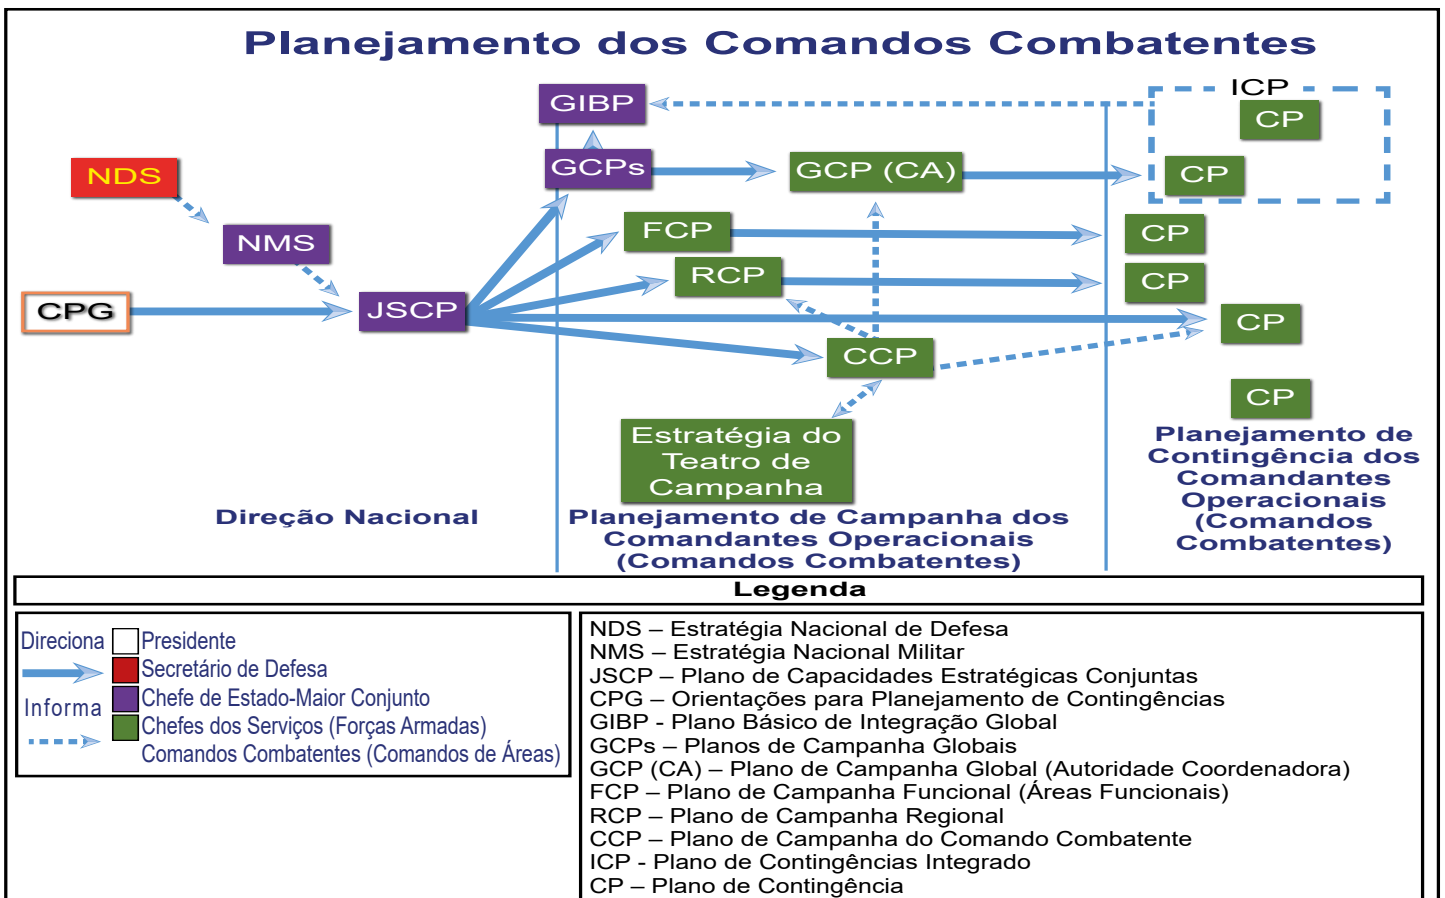 Planejamento dos Comandos Combatentes
GIBP
ICP
CP
NDS
GCPs
GCP (CA)
CP
NMS
FCP
CP
RCP
CP
CPG
JSCP
CP
CCP
CP
Estratégia do
Teatro de
Campanha
Direção Nacional
Planejamento de Campanha dos
Comandantes Operacionais
(Comandos Combatentes)
Planejamento de
Contingência dos
Comandantes
Operacionais
(Comandos
Combatentes)
Legenda
Direciona
Informa
Presidente
Secretário de Defesa
Chefe de Estado-Maior Conjunto
Chefes dos Serviços (Forças Armadas)
Comandos Combatentes (Comandos de Áreas)
NDS – Estratégia Nacional de Defesa
NMS – Estratégia Nacional Militar
JSCP – Plano de Capacidades Estratégicas Conjuntas
CPG – Orientações para Planejamento de Contingências
GIBP - Plano Básico de Integração Global
GCPs – Planos de Campanha Globais
GCP (CA) – Plano de Campanha Global (Autoridade Coordenadora)
FCP – Plano de Campanha Funcional (Áreas Funcionais)
RCP – Plano de Campanha Regional
CCP – Plano de Campanha do Comando Combatente
ICP - Plano de Contingências Integrado
CP – Plano de Contingência